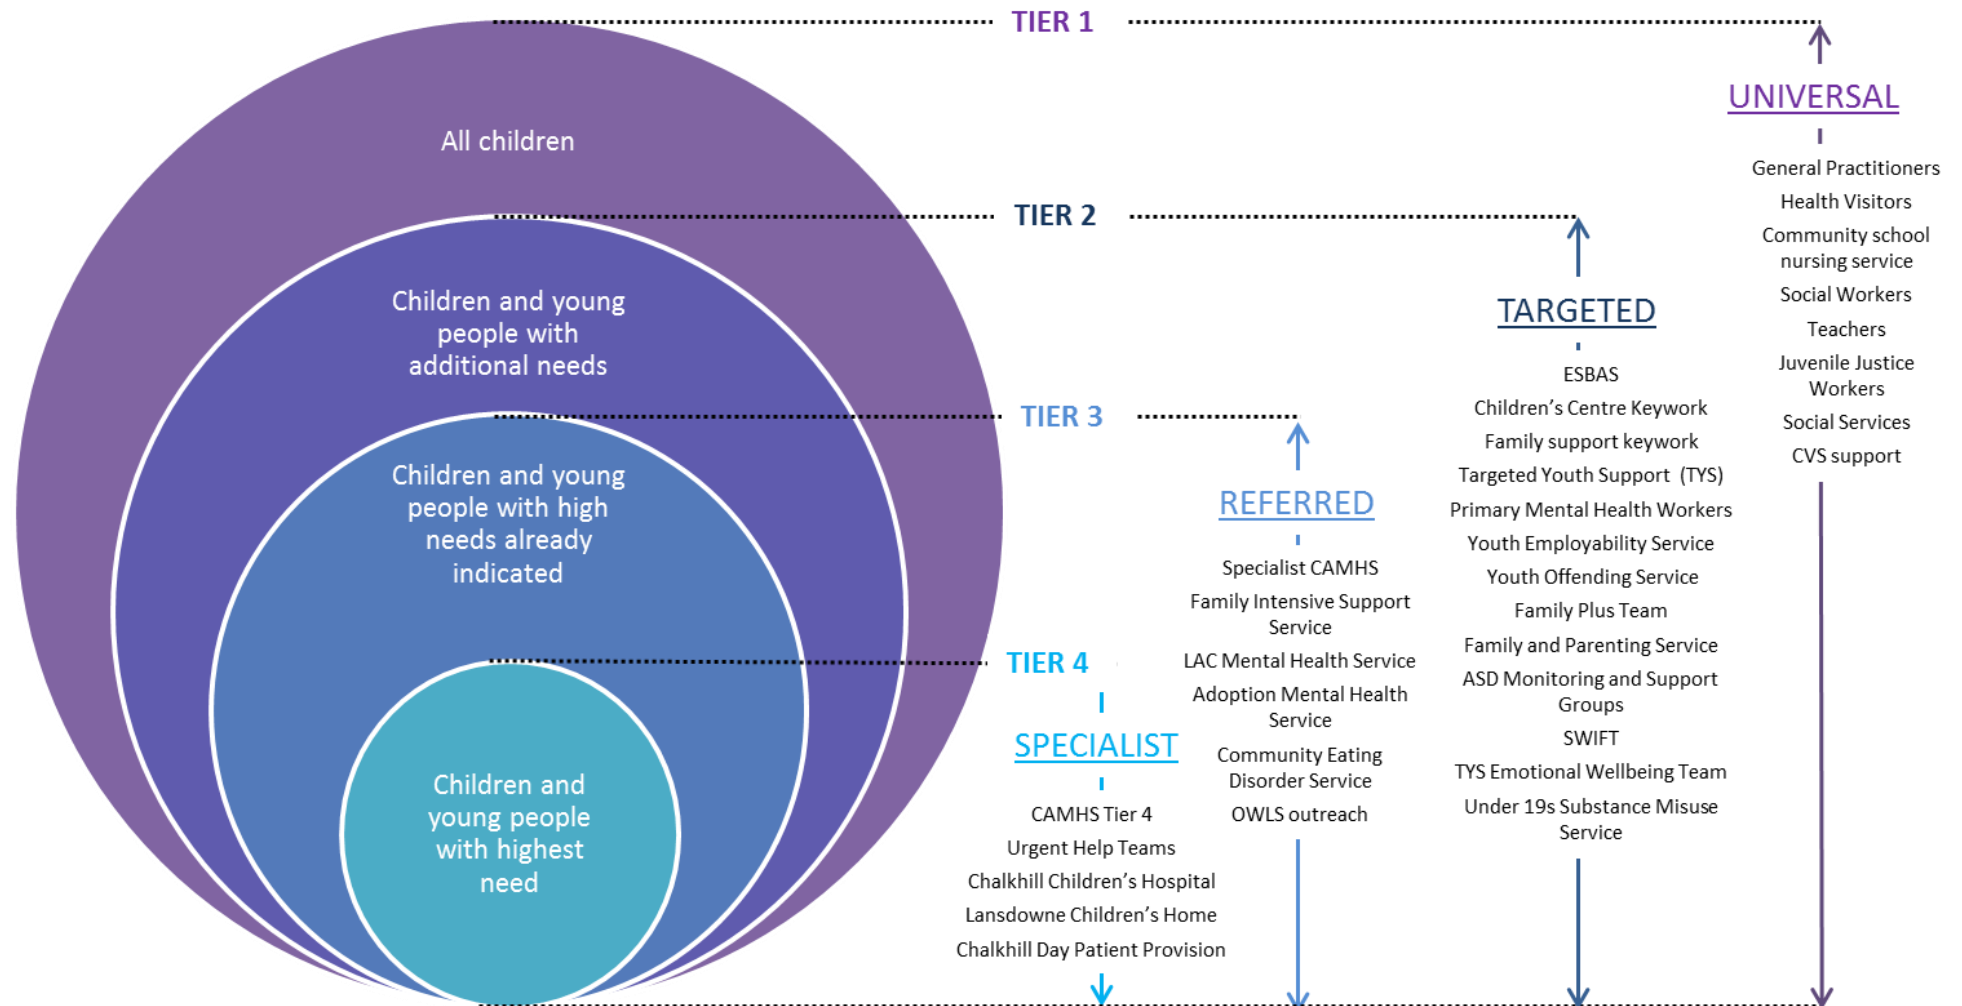 TIER 1
UNIVERSAL
All children
General Practitioners
Health Visitors
Community school
nursing service
Social Workers
Teachers
Juvenile Justice
Workers
Social Services
CVS support
TIER 2
TARGETED
Children and young
people with
additional needs
ESBAS
Children’s Centre Keywork
Family support keywork
Targeted Youth Support (TYS)
Primary Mental Health Workers
Youth Employability Service
Youth Offending Service
Family Plus Team
Family and Parenting Service
ASD Monitoring and Support
Groups
SWIFT
TYS Emotional Wellbeing Team
Under 19s Substance Misuse
Service
TIER 3
REFERRED
Children and young
people with high
needs already
indicated
Specialist CAMHS
Family Intensive Support
Service
LAC Mental Health Service
Adoption Mental Health
Service
Community Eating
Disorder Service
OWLS outreach
TIER 4
SPECIALIST
Children and
young people
with highest
need
CAMHS Tier 4
Urgent Help Teams
Chalkhill Children’s Hospital
Lansdowne Children’s Home
Chalkhill Day Patient Provision